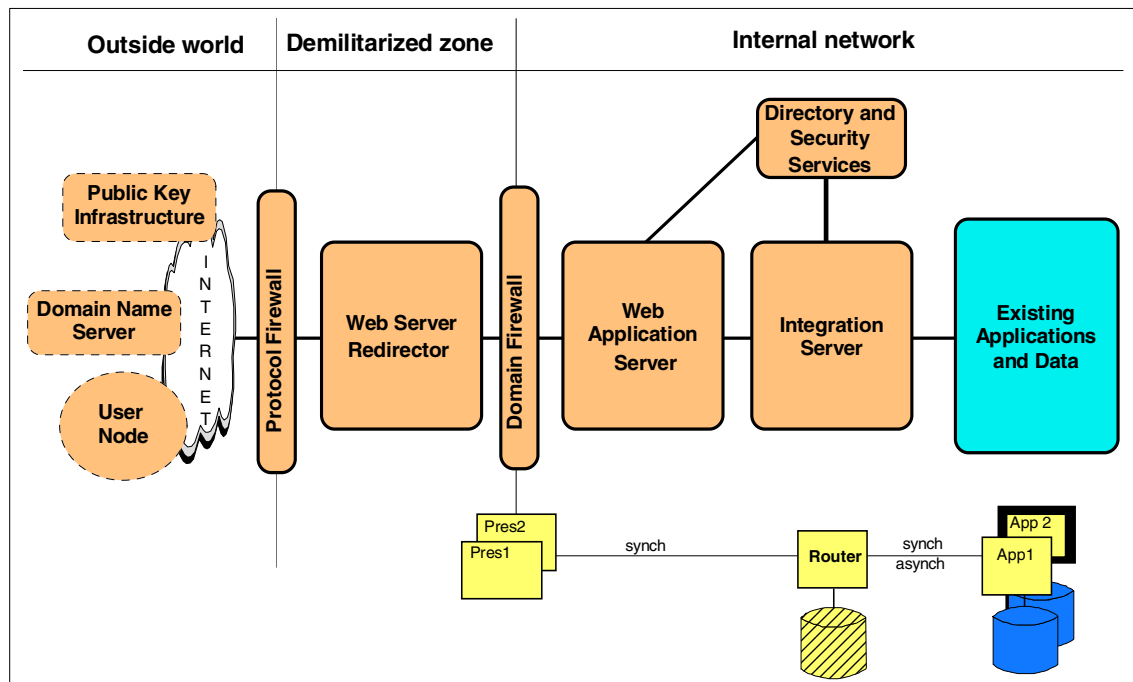 Outside world
Demilitarized zone
Internal network
Directory and
Security
Services
Public Key
Infrastructure
Domain Name
Server
User
Node
INTERNET
Protocol Firewall
Web Server
Redirector
Domain Firewall
Web
Application
Server
Integration
Server
Existing
Applications
and Data
Pres2
Pres1
synch
Router
synch
asynch
App 2
App1